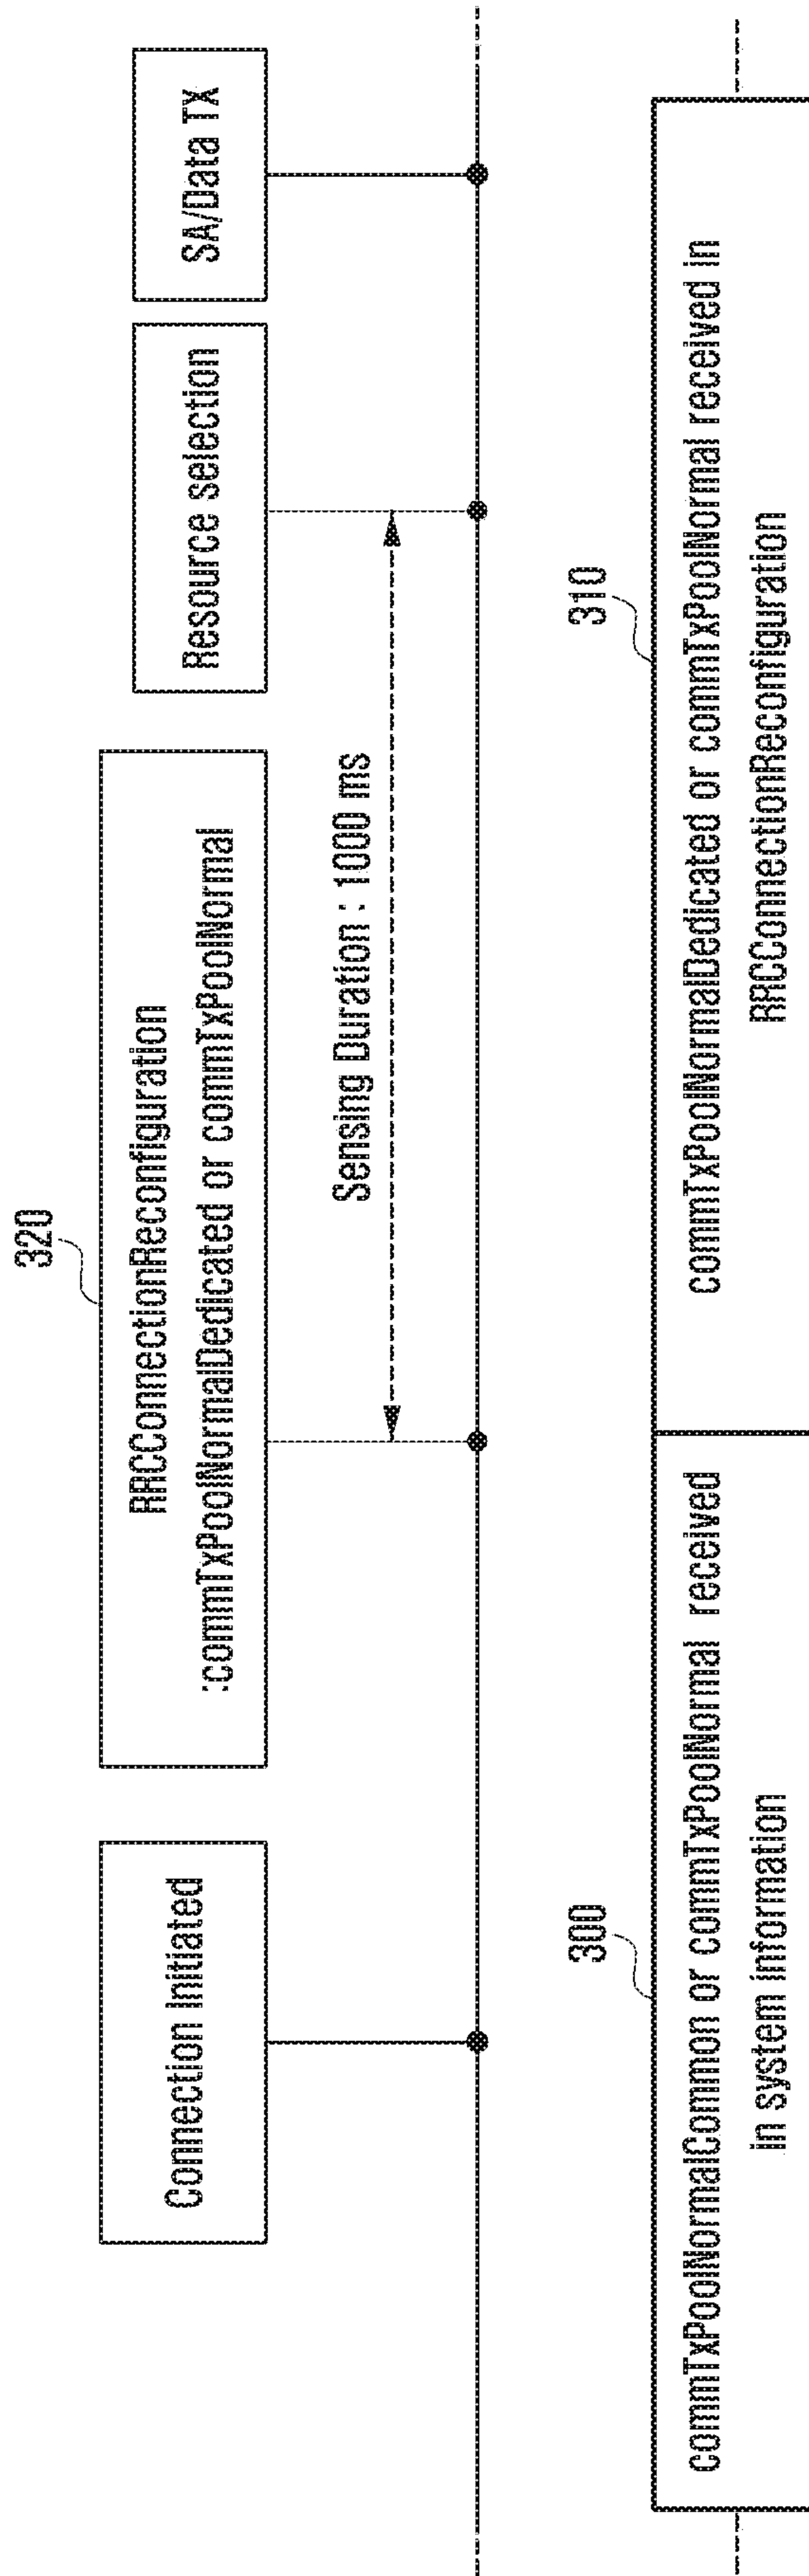 Connection Initiated
320
RRCConnectionReconfiguration
:commTxPoolNormalDedicated or commTxPoolNormal
Resource selection
SA/Data TX
Sensing Duration : 1000 ms
300
commTxPoolNormalCommon or commTxPoolNormal received
in system information
310
commTxPoolNormalDedicated or commTxPoolNormal received in
RRCConnectionReconfiguration